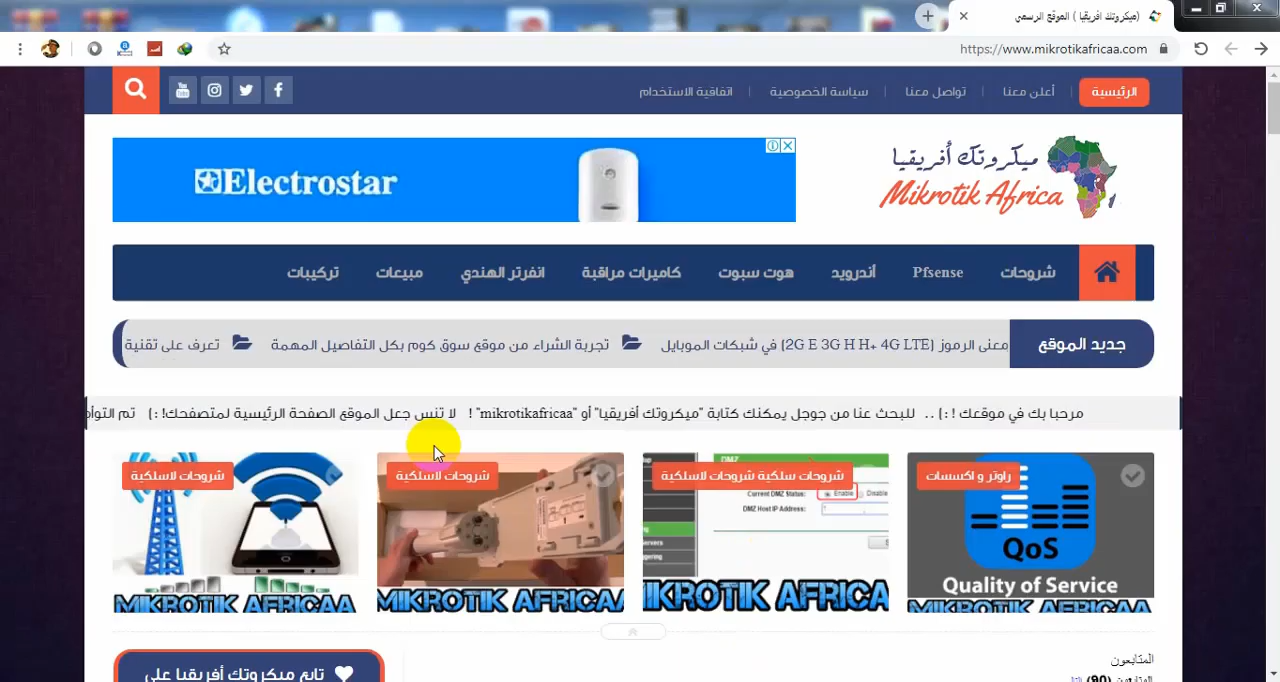 (ميكروتك افريقيا ) الموقع الرسمي
https://www.mikrotikafricaa.com
الرئيسية
أعلن معنا
تواصل معنا
سياسة الخصوصية
اتفاقية الاستخدام
ميكروتك أفريقيا
Mikrotik Africa
Electrostar
شروحات
Pfsense
أندرويد
هوت سبوت
كاميرات مراقبة
انفرتر الهندي
مبيعات
تركيبات
جديد الموقع
معنى الرموز (2G E 3G H H+ 4G LTE) في شبكات الموبايل
تجربة الشراء من موقع سوق كوم بكل التفاصيل المهمة
تعرف على تقنية
مرحبا بك في موقعك ! :) .. للبحث عنا من جوجل يمكنك كتابة "ميكروتك أفريقيا" أو "mikrotikafricaa" ! لا تنس جعل الموقع الصفحة الرئيسية لمتصفحك! :) تم
راوتر و اكسسات
QoS
Quality of Service
MIKROTIK AFRICAA
شروحات سلكية شروحات لاسلكية
DMZ
Current DMZ Status: Enable Disable
DMZ Host IP Address:
KROTIK AFRICAA
شروحات لاسلكية
MIKROTIK AFRICAA
شروحات لاسلكية
MIKROTIK AFRICAA
تابع ميكروتك أفريقيا على
المتابعون
المتابعون (90)